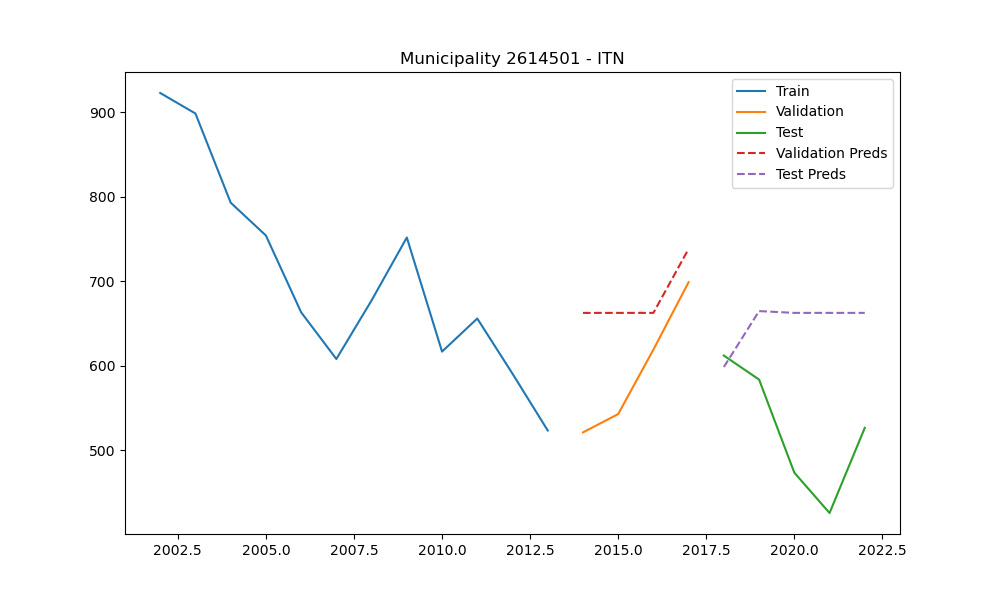 Municipality 2614501 - ITN
Train
Validation
Test
Validation Preds
Test Preds
900
800
700
600
500
2002.5 2005.0 2007.5 2010.0 2012.5 2015.0 2017.5 2020.0 2022.5